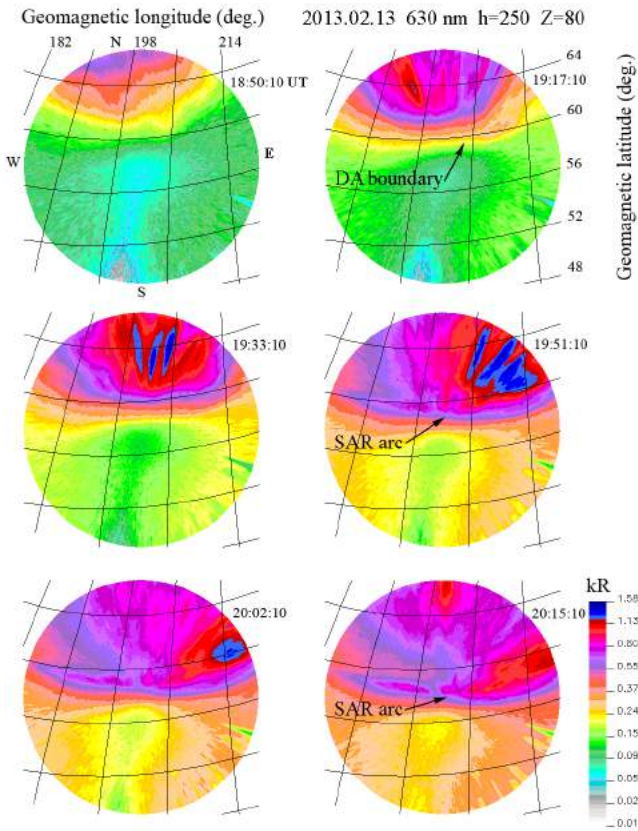 Geomagnetic longitude (deg.) 2013.02.13 630 nm h=250 Z=80
182 N 198 214
18:50:10 UT
W
E
S
64
19:17:10
60
DA boundary
56
52
48
Geomagnetic latitude (deg.)
19:33:10
19:51:10
SAR arc
20:02:10
20:15:10
SAR arc
kR
1.58
1.13
0.80
0.55
0.37
0.24
0.15
0.09
0.05
0.02
0.01